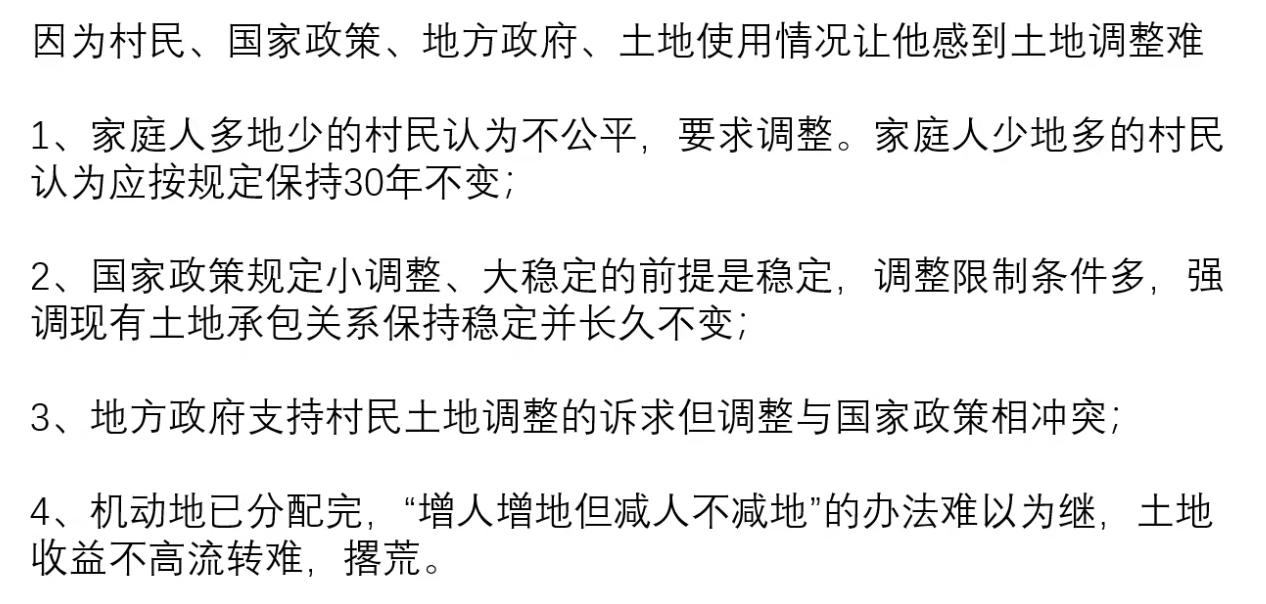 因为村民、国家政策、地方政府、土地使用情况让他感到土地调整难
1、家庭人多地少的村民认为不公平，要求调整。家庭人少地多的村民
认为应按规定保持30年不变；
2、国家政策规定小调整、大稳定的前提是稳定，调整限制条件多，强
调现有土地承包关系保持稳定并长久不变；
3、地方政府支持村民土地调整的诉求但调整与国家政策相冲突；
4、机动地已分配完，“增人增地但减人不减地”的办法难以为继，土地
收益不高流转难，撂荒。